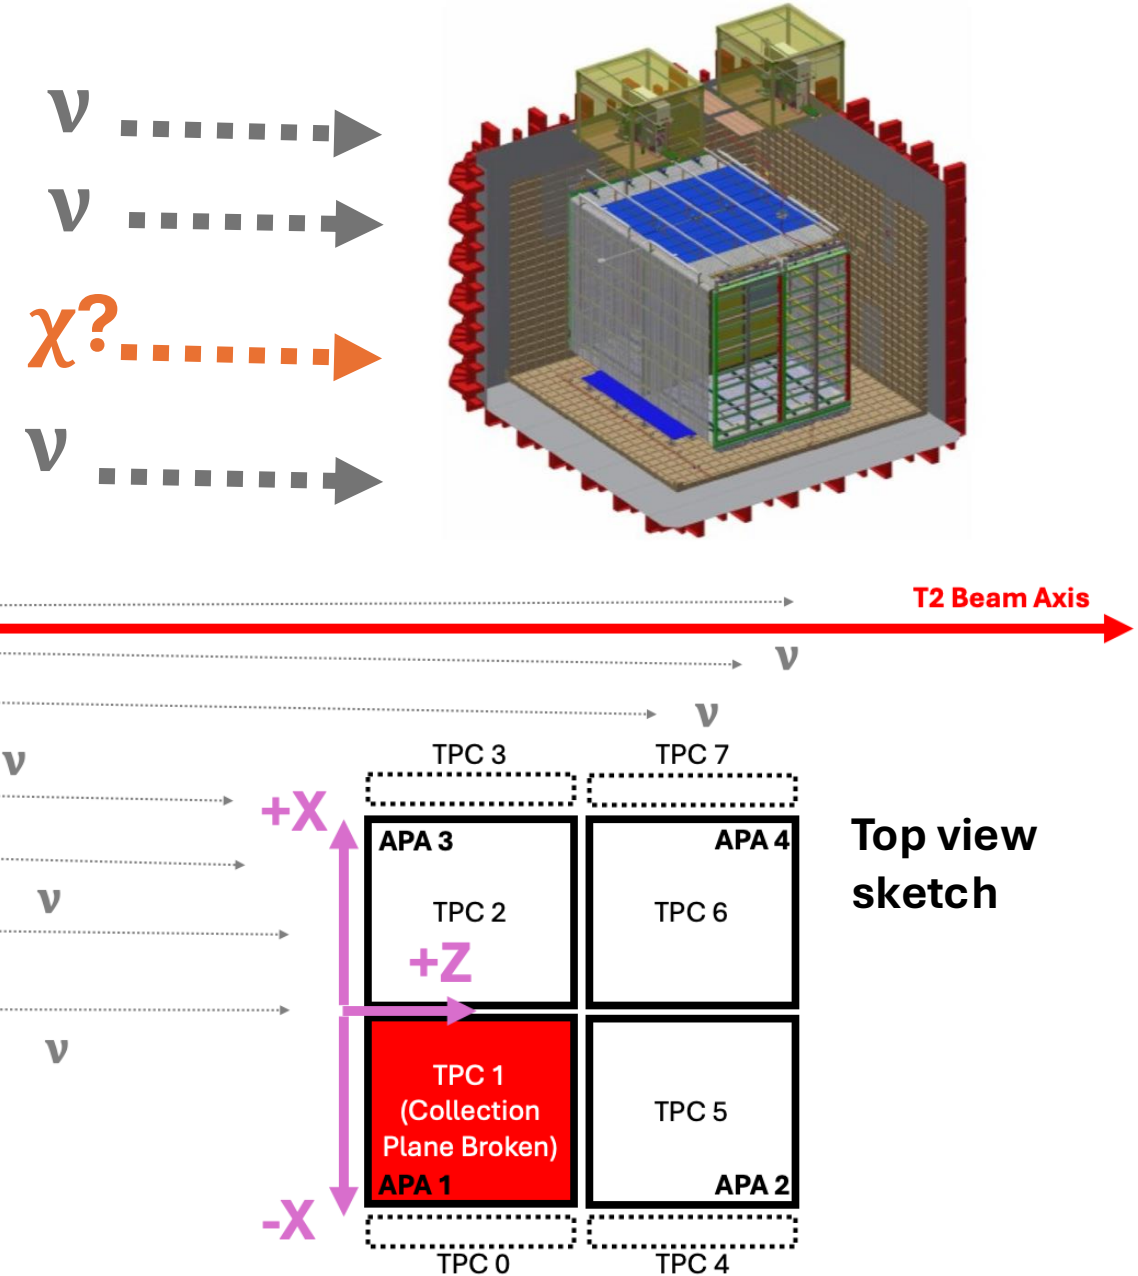 ν
ν
χ?
ν
T2 Beam Axis
ν
ν
ν
TPC 3
TPC 7
+X
APA 3
APA 4
Top view
sketch
ν
TPC 2
TPC 6
+Z
ν
TPC 1
(Collection
Plane Broken)
TPC 5
APA 1
APA 2
-X
TPC 0
TPC 4